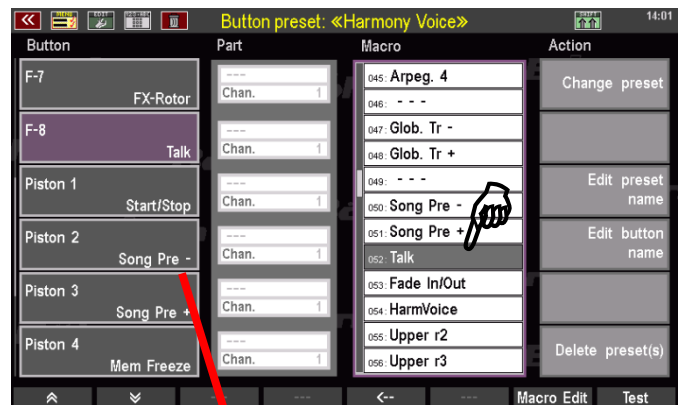 Button preset: «Harmony Voice»
14:01
Button
Part
Macro
Action
F-7
FX-Rotor
F-8
Talk
Piston 1
Start/Stop
Piston 2
Song Pre -
Piston 3
Song Pre +
Piston 4
Mem Freeze
---
Chan. 1
---
Chan. 1
---
Chan. 1
---
Chan. 1
---
Chan. 1
---
Chan. 1
045: Arpeg. 4
046: - - -
047: Glob. Tr -
048: Glob. Tr +
049: - - -
050: Song Pre -
051: Song Pre +
052: Talk
053: Fade In/Out
054: HarmVoice
055: Upper r2
056: Upper r3
Change preset
Edit preset
name
Edit button
name
Delete preset(s)
--- <-- --- Macro Edit Test